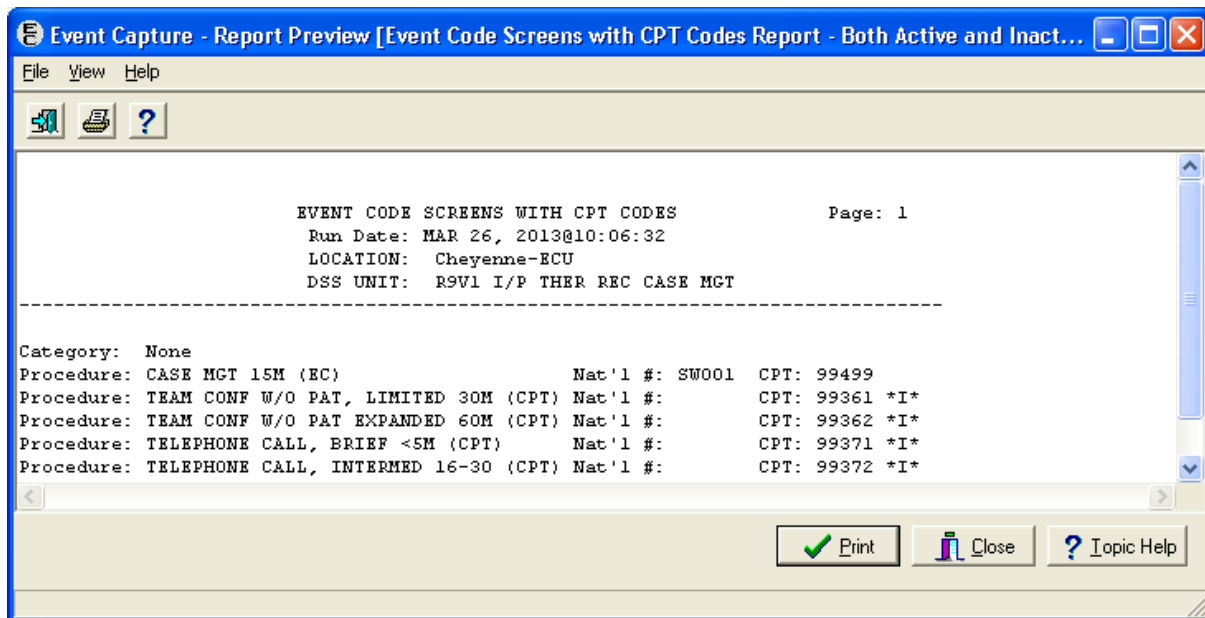 Event Capture - Report Preview [Event Code Screens with CPT Codes Report - Both Active and Inact...
File View Help
EVENT CODE SCREENS WITH CPT CODES Page: 1
Run Date: MAR 26, 2013@10:06:32
LOCATION: Cheyenne-ECU
DSS UNIT: R9V1 I/P THER REC CASE MGT
--------------------------------------------------------------------------------
Category: None
Procedure: CASE MGT 15M (EC) Nat'l #: SW001 CPT: 99499
Procedure: TEAM CONF W/O PAT, LIMITED 30M (CPT) Nat'l #: CPT: 99361 *I*
Procedure: TEAM CONF W/O PAT EXPANDED 60M (CPT) Nat'l #: CPT: 99362 *I*
Procedure: TELEPHONE CALL, BRIEF <5M (CPT) Nat'l #: CPT: 99371 *I*
Procedure: TELEPHONE CALL, INTERMED 16-30 (CPT) Nat'l #: CPT: 99372 *I*
Print Close ? Topic Help